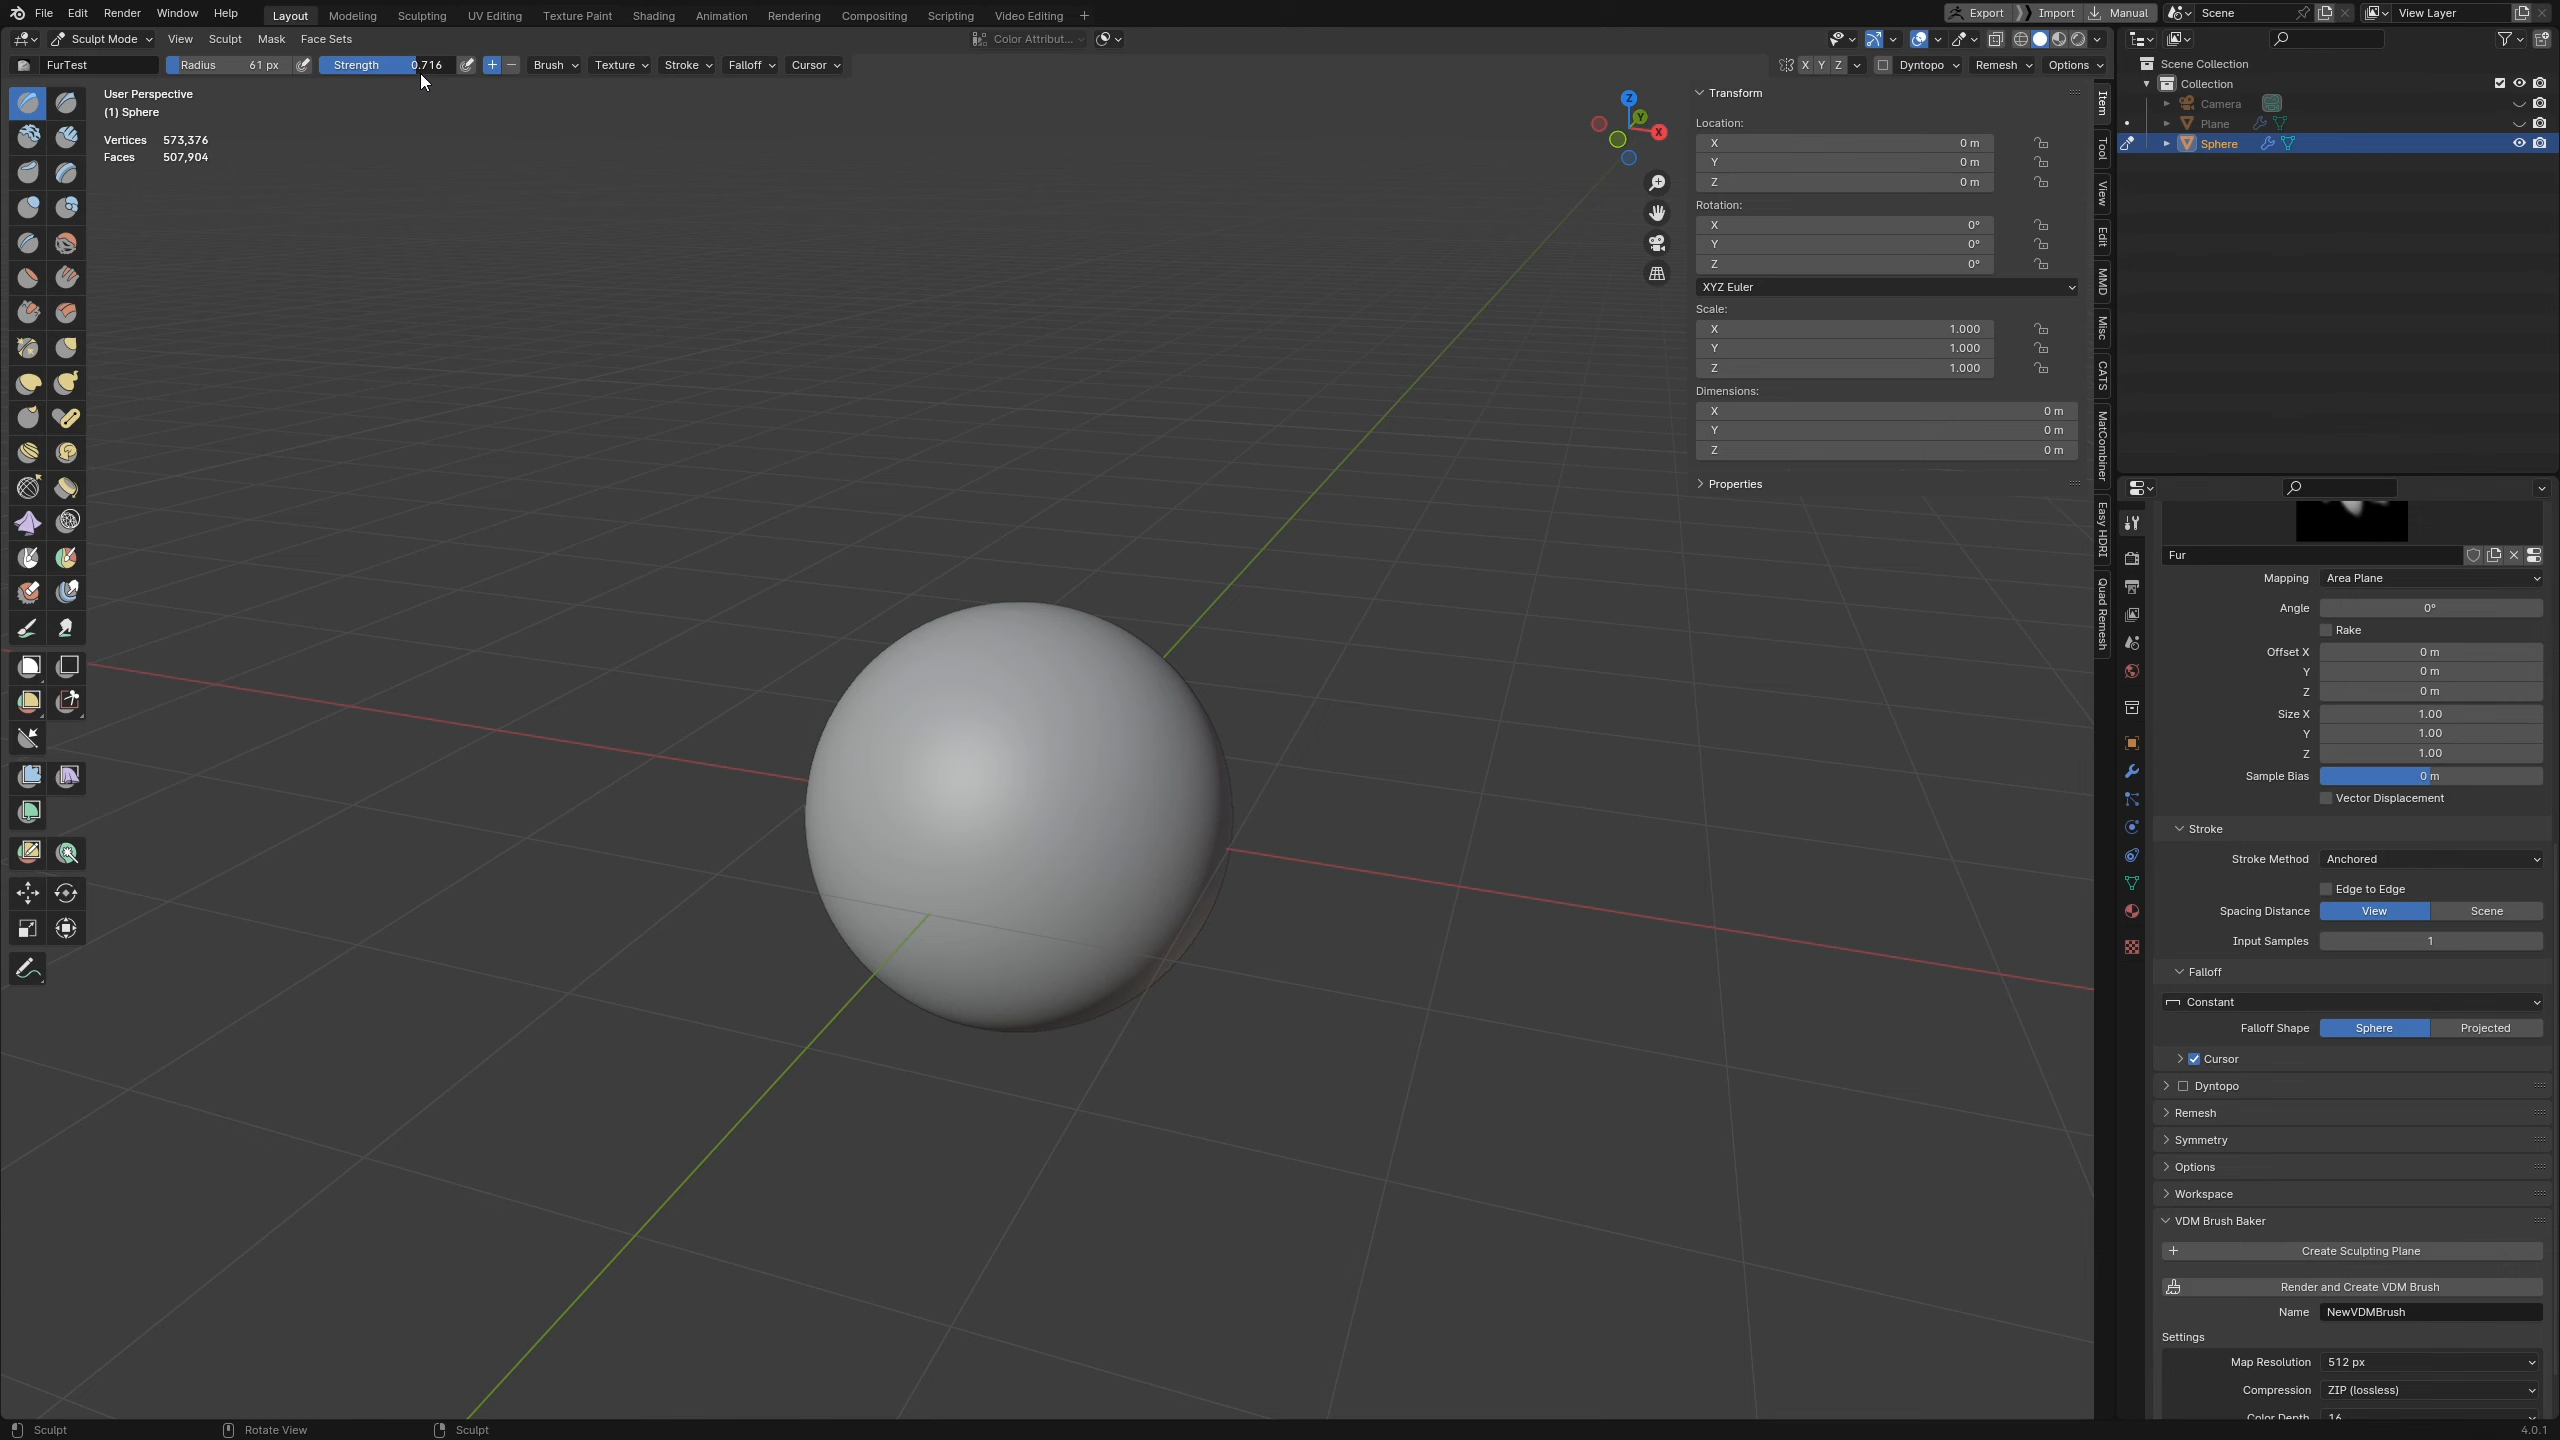 File Edit Render Window Help Layout Modeling Sculpting UV Editing Texture Paint Shading Animation Rendering Compositing Scripting Video Editing + Export Import Manual Scene View Layer
Sculpt Mode View Sculpt Mask Face Sets Color Attribut...
FurTest Radius 61 px Strength 0.716 + − Brush Texture Stroke Falloff Cursor X Y Z Dyntopo Remesh Options
User Perspective
(1) Sphere
Vertices 573,376
Faces 507,904
Z
Y
X
Transform
Location:
X 0 m
Y 0 m
Z 0 m
Rotation:
X 0°
Y 0°
Z 0°
XYZ Euler
Scale:
X 1.000
Y 1.000
Z 1.000
Dimensions:
X 0 m
Y 0 m
Z 0 m
Properties
Item
Tool
View
Edit
MMD
Misc
CATS
MatCombiner
Easy HDRI
Quad Remesh
Scene Collection
Collection
Camera
Plane
Sphere
Fur
Mapping Area Plane
Angle 0°
Rake
Offset X 0 m
Y 0 m
Z 0 m
Size X 1.00
Y 1.00
Z 1.00
Sample Bias 0 m
Vector Displacement
Stroke
Stroke Method Anchored
Edge to Edge
Spacing Distance View Scene
Input Samples 1
Falloff
Constant
Falloff Shape Sphere Projected
Cursor
Dyntopo
Remesh
Symmetry
Options
Workspace
VDM Brush Baker
+ Create Sculpting Plane
Render and Create VDM Brush
Name NewVDMBrush
Settings
Map Resolution 512 px
Compression ZIP (lossless)
Color Depth 16
Sculpt Rotate View Sculpt 4.0.1